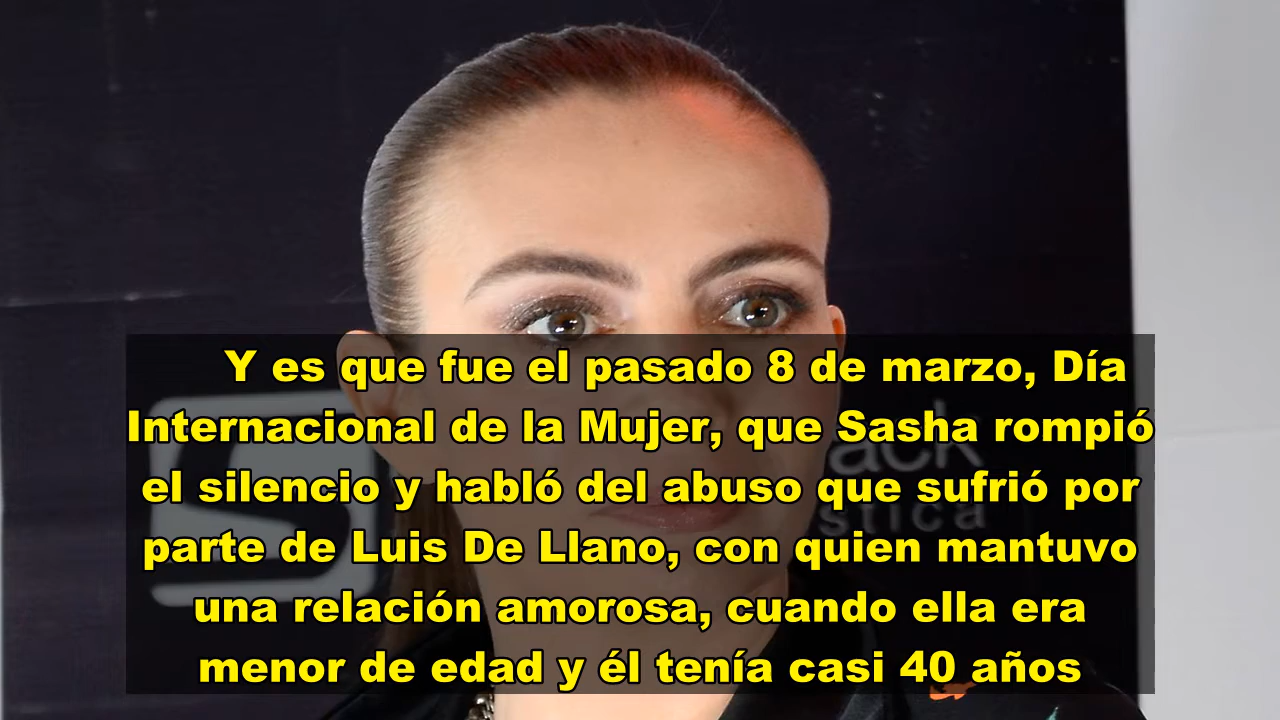 Y es que fue el pasado 8 de marzo, Día
Internacional de la Mujer, que Sasha rompió
el silencio y habló del abuso que sufrió por
parte de Luis De Llano, con quien mantuvo
una relación amorosa, cuando ella era
menor de edad y él tenía casi 40 años